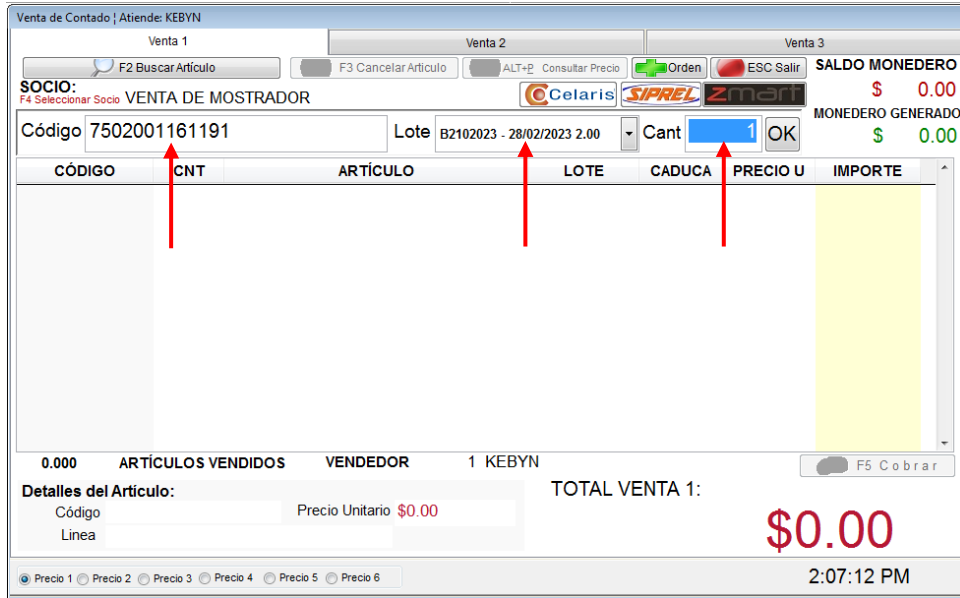 Venta de Contado ¦ Atiende: KEBYN
Venta 1 Venta 2 Venta 3
F2 Buscar Artículo F3 Cancelar Articulo ALT+P Consultar Precio Orden ESC Salir SALDO MONEDERO
SOCIO: $ 0.00
F4 Seleccionar Socio VENTA DE MOSTRADOR Celaris SIPREL zmart
MONEDERO GENERADO
Código 7502001161191 Lote B2102023 - 28/02/2023 2.00 Cant 1 OK $ 0.00
CÓDIGO CNT ARTÍCULO LOTE CADUCA PRECIO U IMPORTE
0.000 ARTÍCULOS VENDIDOS VENDEDOR 1 KEBYN F5 Cobrar
Detalles del Artículo: TOTAL VENTA 1:
Código Precio Unitario $0.00
Linea $0.00
Precio 1 Precio 2 Precio 3 Precio 4 Precio 5 Precio 6 2:07:12 PM